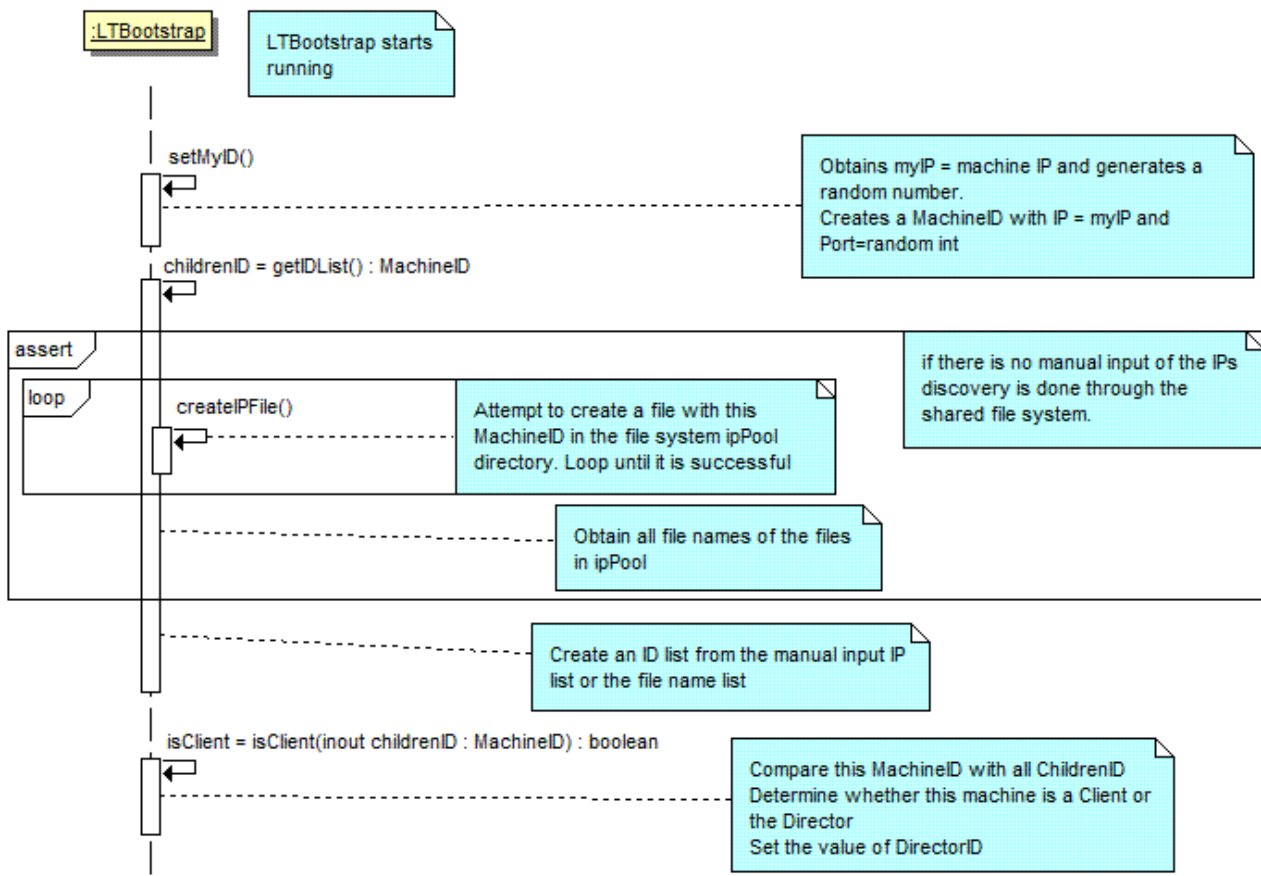 :LTBootstrap
LTBootstrap starts
running
setMyID()
Obtains myIP = machine IP and generates a
random number.
Creates a MachineID with IP = myIP and
Port=random int
childrenID = getIDList() : MachineID
assert
if there is no manual input of the IPs
discovery is done through the
shared file system.
loop
createIPFile()
Attempt to create a file with this
MachineID in the file system ipPool
directory. Loop until it is successful
Obtain all file names of the files
in ipPool
Create an ID list from the manual input IP
list or the file name list
isClient = isClient(inout childrenID : MachineID) : boolean
Compare this MachineID with all ChildrenID
Determine whether this machine is a Client or
the Director
Set the value of DirectorID